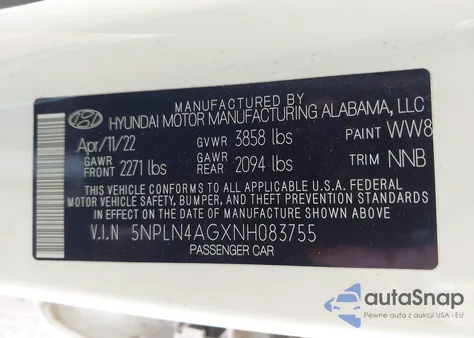 MANUFACTURED BY
HYUNDAI MOTOR MANUFACTURING ALABAMA, LLC
Apr/11/22 GVWR 3858 lbs PAINT WW8
GAWR FRONT 2271 lbs GAWR REAR 2094 lbs TRIM NNB
THIS VEHICLE CONFORMS TO ALL APPLICABLE U.S.A. FEDERAL
MOTOR VEHICLE SAFETY, BUMPER, AND THEFT PREVENTION STANDARDS
IN EFFECT ON THE DATE OF MANUFACTURE SHOWN ABOVE.
V.I.N 5NPLN4AGXNH083755
PASSENGER CAR
autoSnap
Pewne auta z aukcji USA i EU